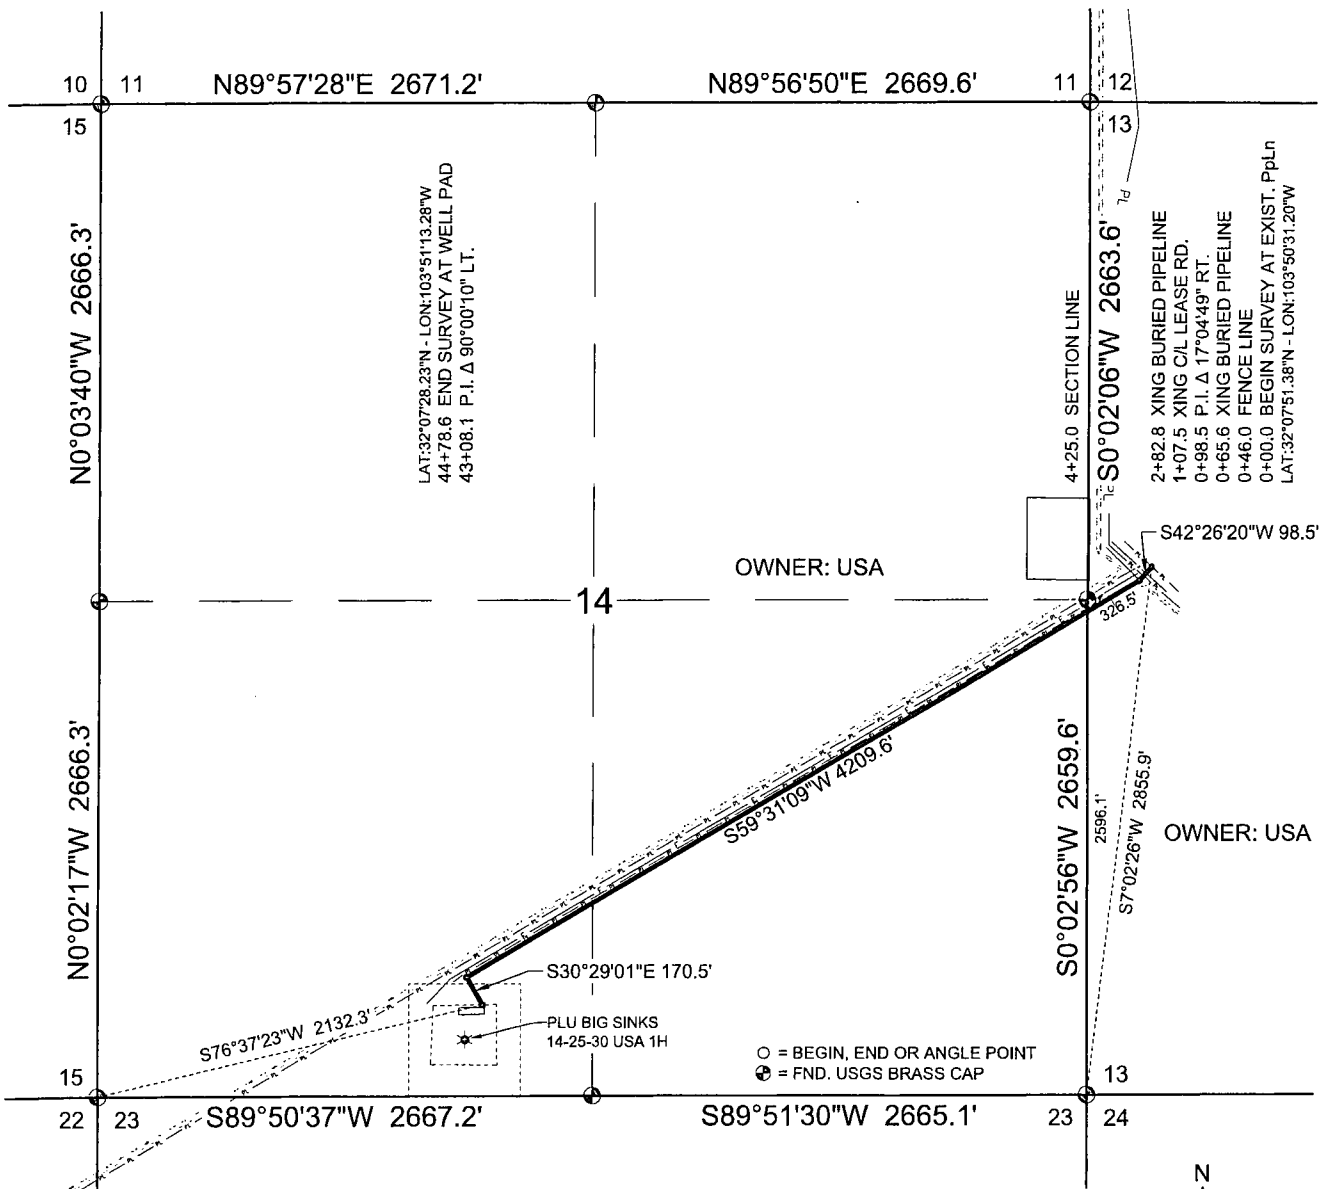 10 11
N89°57'28"E 2671.2'
N89°56'50"E 2669.6'
11 12
15
13
PL
N0°03'40"W 2666.3'
LAT:32°07'28.23"N - LON:103°51'13.28"W
44+78.6 END SURVEY AT WELL PAD
43+08.1 P.I. Δ 90°00'10" LT.
4+25.0 SECTION LINE
S0°02'06"W 2663.6'
2+82.8 XING BURIED PIPELINE
1+07.5 XING C/L LEASE RD.
0+98.5 P.I. Δ 17°04'49" RT.
0+65.6 XING BURIED PIPELINE
0+46.0 FENCE LINE
0+00.0 BEGIN SURVEY AT EXIST. PpLn
LAT:32°07'51.38"N - LON:103°50'31.20"W
PL
S42°26'20"W 98.5'
OWNER: USA
14
326.5'
N0°02'17"W 2666.3'
S59°31'09"W 4209.6'
S0°02'56"W 2659.6'
2596.1'
S7°02'26"W 2855.9'
OWNER: USA
S30°29'01"E 170.5'
S76°37'23"W 2132.3'
PLU BIG SINKS
14-25-30 USA 1H
= BEGIN, END OR ANGLE POINT
= FND. USGS BRASS CAP
15
13
22 23
S89°50'37"W 2667.2'
S89°51'30"W 2665.1'
23 24
N